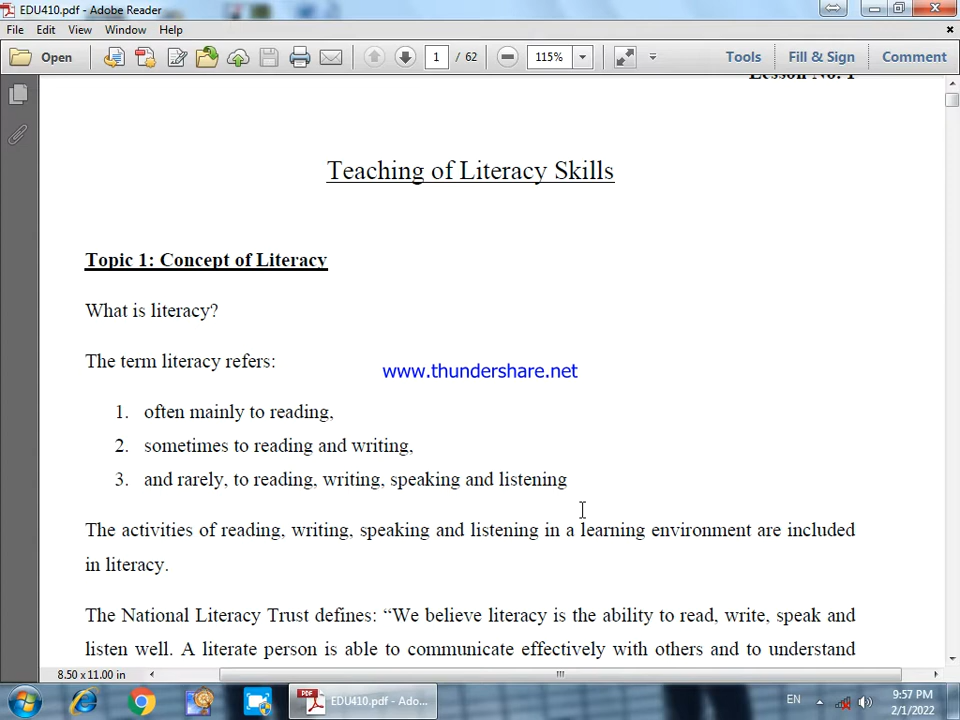 EDU410.pdf - Adobe Reader
File Edit View Window Help
Open 1 / 62 115% Tools Fill & Sign Comment
Lesson No. 1
Teaching of Literacy Skills
Topic 1: Concept of Literacy
What is literacy?
The term literacy refers:
www.thundershare.net
1. often mainly to reading,
2. sometimes to reading and writing,
3. and rarely, to reading, writing, speaking and listening
The activities of reading, writing, speaking and listening in a learning environment are included
in literacy.
The National Literacy Trust defines: “We believe literacy is the ability to read, write, speak and
listen well. A literate person is able to communicate effectively with others and to understand
8.50 x 11.00 in
EDU410.pdf - Ado... EN 9:57 PM
2/1/2022